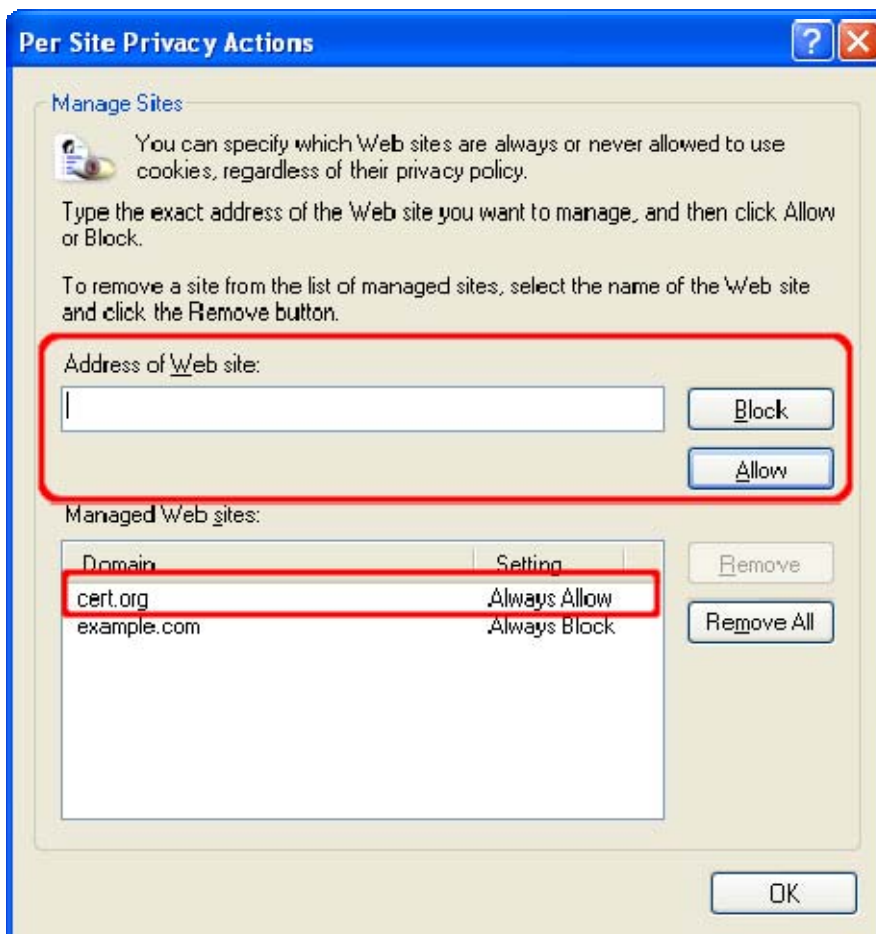 Per Site Privacy Actions
Manage Sites
You can specify which Web sites are always or never allowed to use
cookies, regardless of their privacy policy.
Type the exact address of the Web site you want to manage, and then click Allow
or Block.
To remove a site from the list of managed sites, select the name of the Web site
and click the Remove button.
Address of Web site:
Block
Allow
Managed Web sites:
Domain Setting
Remove
cert.org Always Allow
example.com Always Block
Remove All
OK